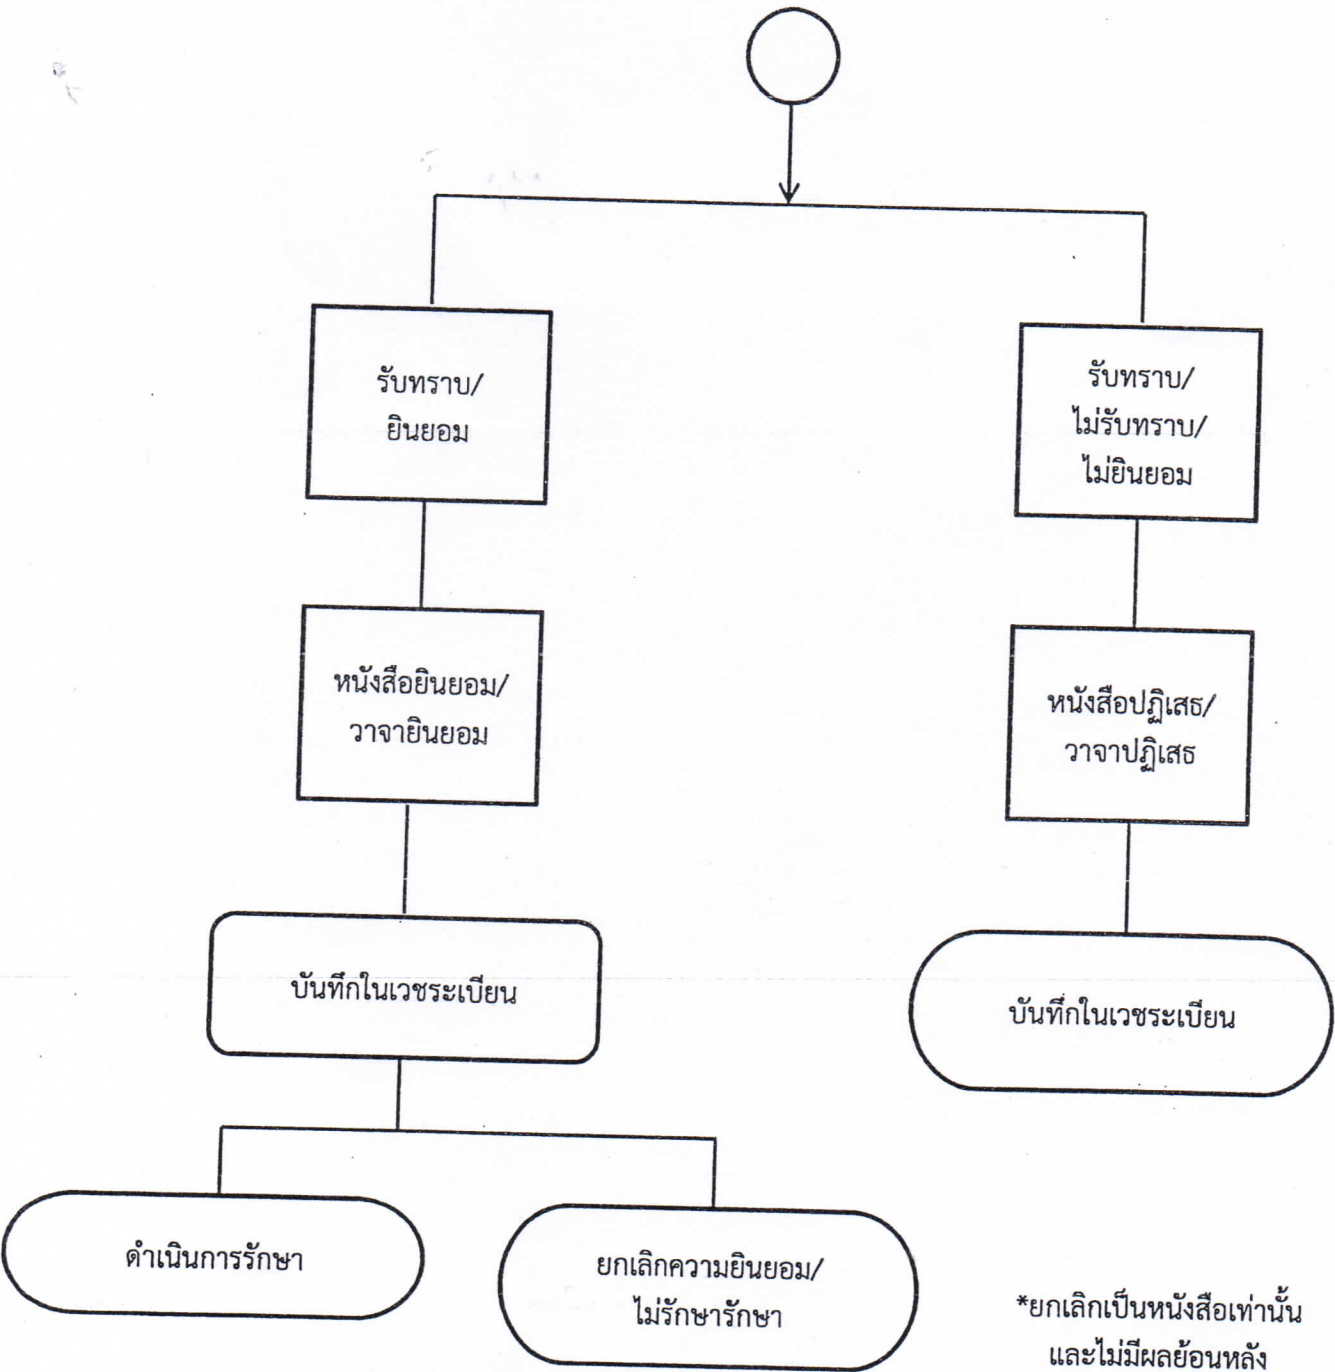 รับทราบ/
ยินยอม
รับทราบ/
ไม่รับทราบ/
ไม่ยินยอม
หนังสือยินยอม/
วาจายินยอม
หนังสือปฏิเสธ/
วาจาปฏิเสธ
บันทึกในเวชระเบียน
บันทึกในเวชระเบียน
ดำเนินการรักษา
ยกเลิกความยินยอม/
ไม่รักษารักษา
*ยกเลิกเป็นหนังสือเท่านั้น
และไม่มีผลย้อนหลัง